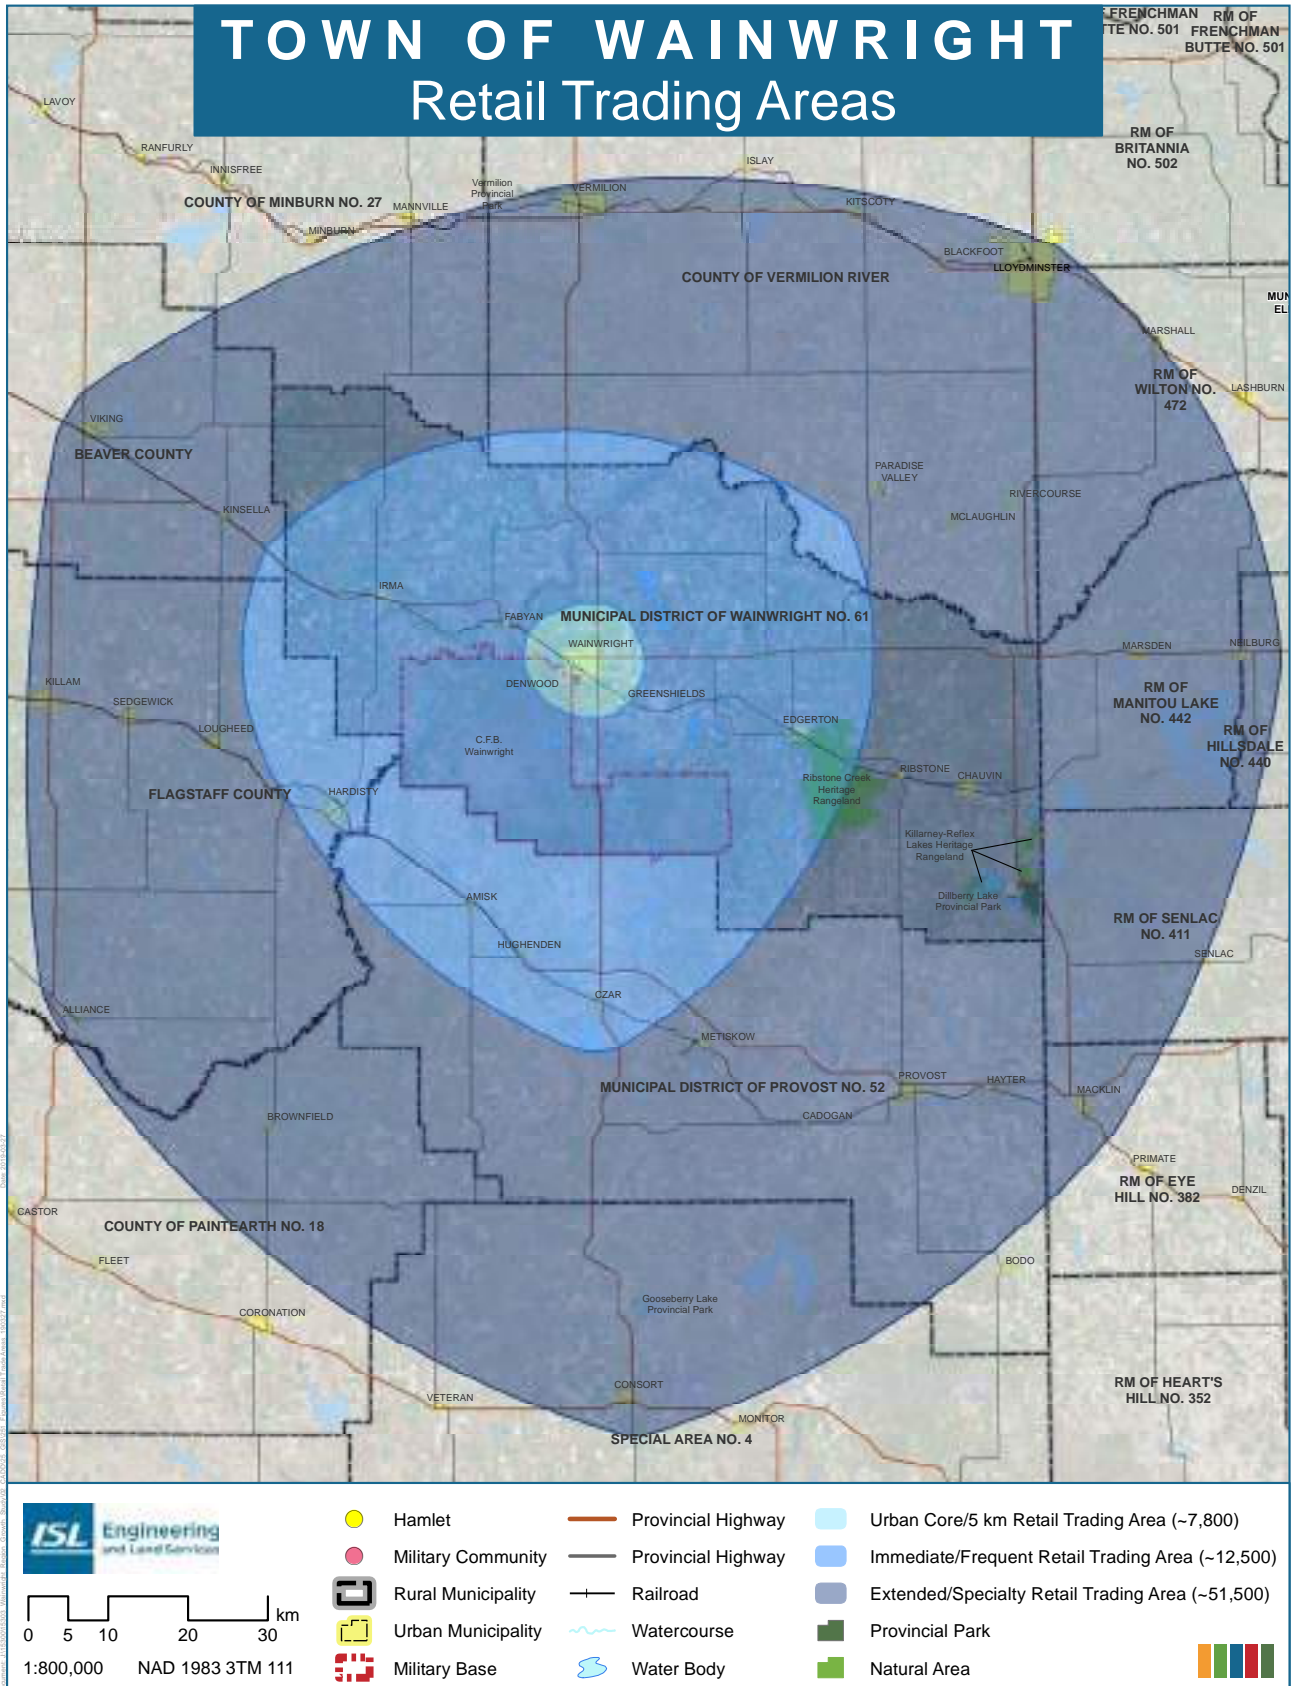 TOWN OF WAINWRIGHT
Retail Trading Areas
FRENCHMAN
TTE NO. 501
RM OF
FRENCHMAN
BUTTE NO. 501
LAVOY
RANFURLY
INNISFREE
ISLAY
RM OF
BRITANNIA
NO. 502
COUNTY OF MINBURN NO. 27
MANNVILLE
MINBURN
Vermilion
Provincial
Park
VERMILION
KITSCOTY
BLACKFOOT
LLOYDMINSTER
COUNTY OF VERMILION RIVER
MUN
EL
MARSHALL
RM OF
WILTON NO.
472
LASHBURN
VIKING
BEAVER COUNTY
KINSELLA
PARADISE
VALLEY
RIVERCOURSE
MCLAUGHLIN
IRMA
FABYAN
MUNICIPAL DISTRICT OF WAINWRIGHT NO. 61
WAINWRIGHT
MARSDEN
NEILBURG
DENWOOD
GREENSHIELDS
KILLAM
SEDGEWICK
LOUGHEED
EDGERTON
C.F.B.
Wainwright
RM OF
MANITOU LAKE
NO. 442
RM OF
HILLSDALE
NO. 440
RIBSTONE
CHAUVIN
Ribstone Creek
Heritage
Rangeland
FLAGSTAFF COUNTY
HARDISTY
Killarney-Reflex
Lakes Heritage
Rangeland
Dillberry Lake
Provincial Park
AMISK
HUGHENDEN
RM OF SENLAC
NO. 411
SENLAC
CZAR
ALLIANCE
METISKOW
MUNICIPAL DISTRICT OF PROVOST NO. 52
PROVOST
HAYTER
MACKLIN
CADOGAN
BROWNFIELD
PRIMATE
RM OF EYE
HILL NO. 382
DENZIL
CASTOR
COUNTY OF PAINTEARTH NO. 18
FLEET
BODO
CORONATION
Gooseberry Lake
Provincial Park
CONSORT
VETERAN
MONITOR
SPECIAL AREA NO. 4
RM OF HEART'S
HILL NO. 352
Date: 2019-03-27
ISL Engineering
and Land Services
0 5 10 20 30 km
1:800,000 NAD 1983 3TM 111
Hamlet
Military Community
Rural Municipality
Urban Municipality
Military Base
Provincial Highway
Provincial Highway
Railroad
Watercourse
Water Body
Urban Core/5 km Retail Trading Area (~7,800)
Immediate/Frequent Retail Trading Area (~12,500)
Extended/Specialty Retail Trading Area (~51,500)
Provincial Park
Natural Area